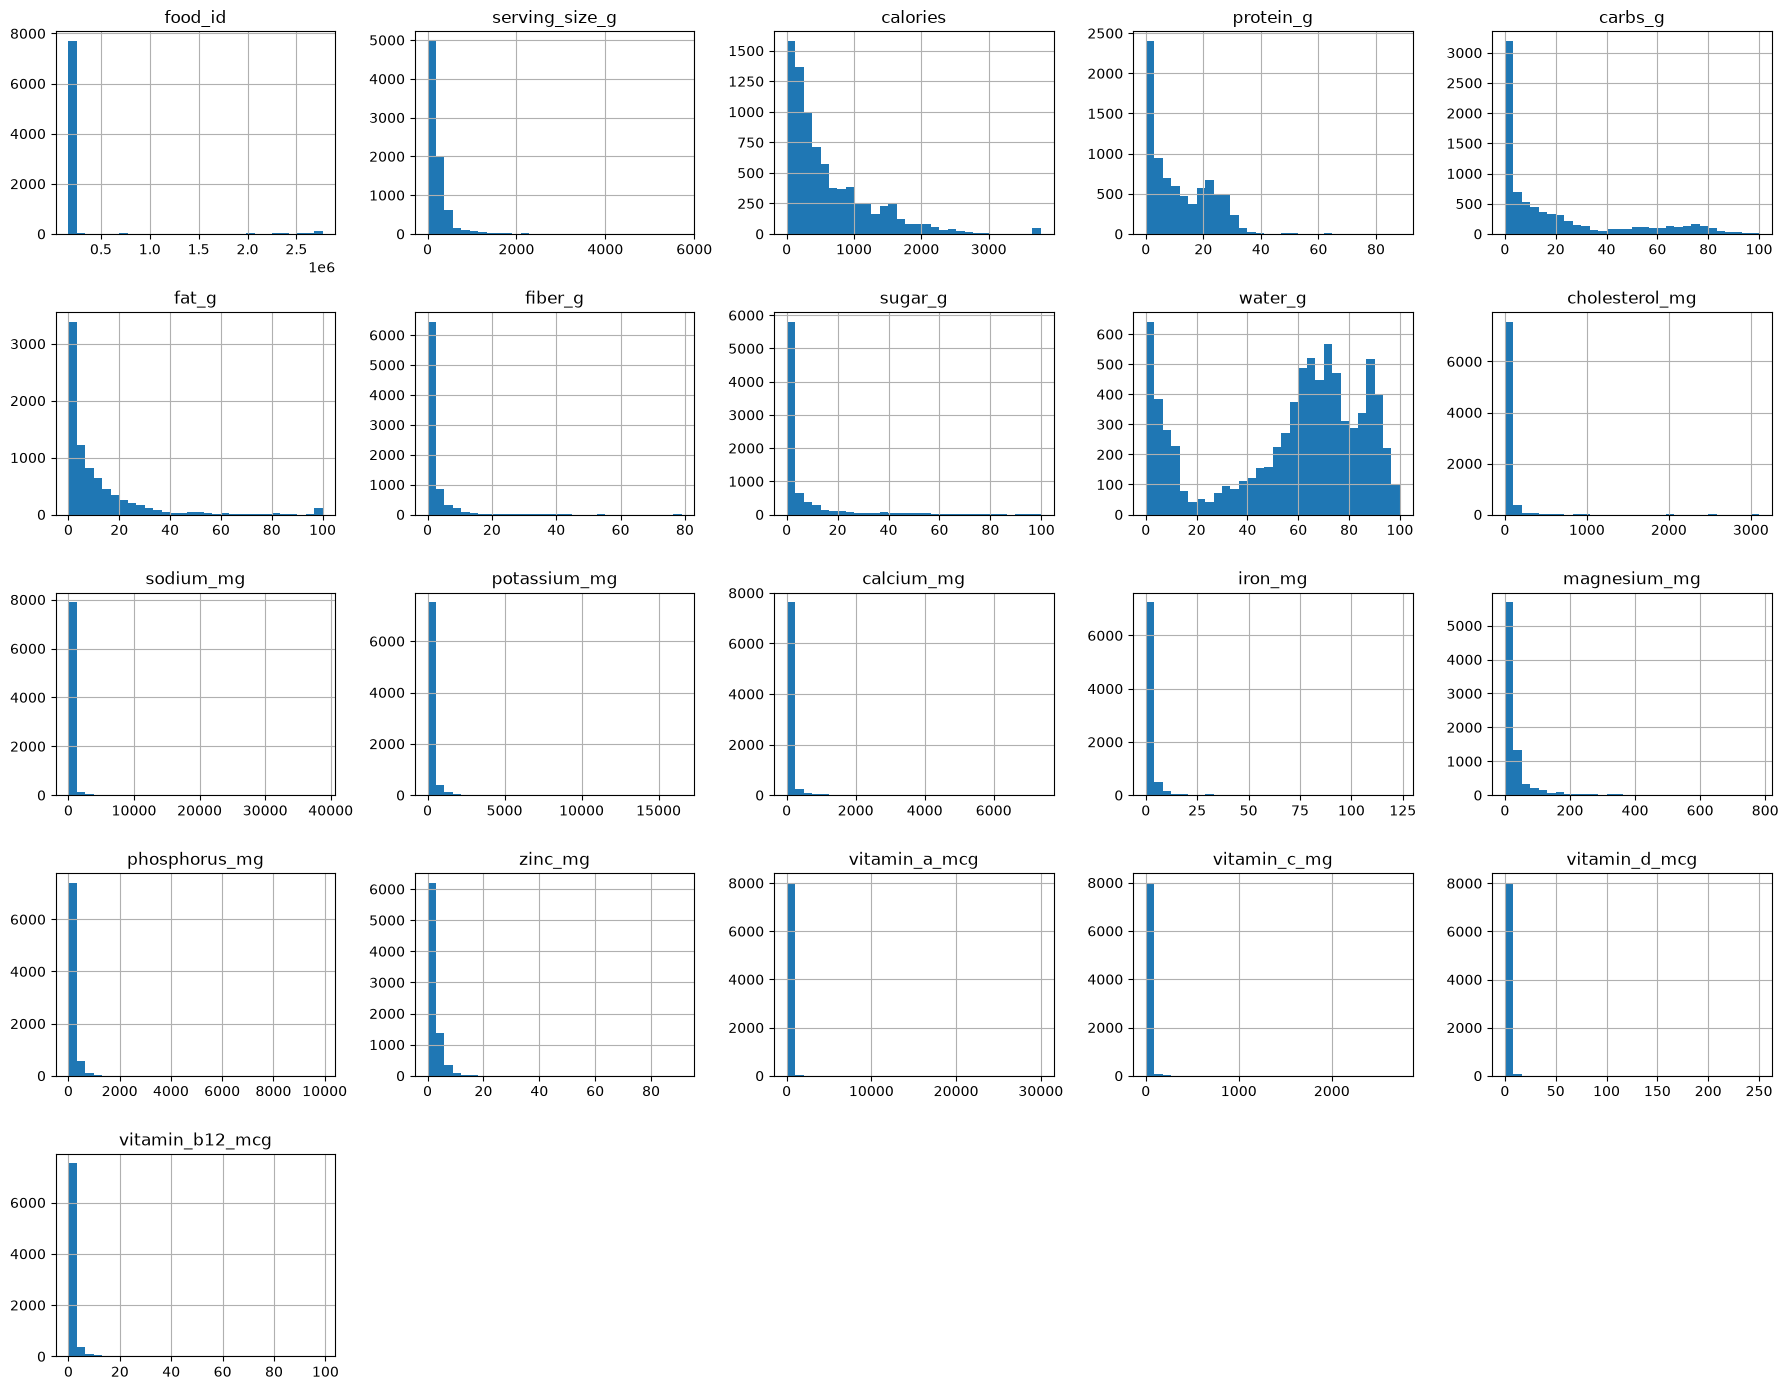 food_id serving_size_g calories protein_g carbs_g
8000 6000 4000 2000 0
0.5 1.0 1.5 2.0 2.5
1e6
5000 4000 3000 2000 1000 0
0 2000 4000 6000
1500 1250 1000 750 500 250 0
0 1000 2000 3000
2500 2000 1500 1000 500 0
0 20 40 60 80
3000 2500 2000 1500 1000 500 0
0 20 40 60 80 100
fat_g fiber_g sugar_g water_g cholesterol_mg
3000 2000 1000 0
0 20 40 60 80 100
6000 5000 4000 3000 2000 1000 0
0 20 40 60 80
6000 5000 4000 3000 2000 1000 0
0 20 40 60 80 100
600 500 400 300 200 100 0
0 20 40 60 80 100
6000 4000 2000 0
0 1000 2000 3000
sodium_mg potassium_mg calcium_mg iron_mg magnesium_mg
8000 6000 4000 2000 0
0 10000 20000 30000 40000
6000 4000 2000 0
0 5000 10000 15000
8000 6000 4000 2000 0
0 2000 4000 6000
6000 4000 2000 0
0 25 50 75 100 125
5000 4000 3000 2000 1000 0
0 200 400 600 800
phosphorus_mg zinc_mg vitamin_a_mcg vitamin_c_mg vitamin_d_mcg
6000 4000 2000 0
0 2000 4000 6000 8000 10000
6000 5000 4000 3000 2000 1000 0
0 20 40 60 80
8000 6000 4000 2000 0
0 10000 20000 30000
8000 6000 4000 2000 0
0 1000 2000
8000 6000 4000 2000 0
0 50 100 150 200 250
vitamin_b12_mcg
6000 4000 2000 0
0 20 40 60 80 100